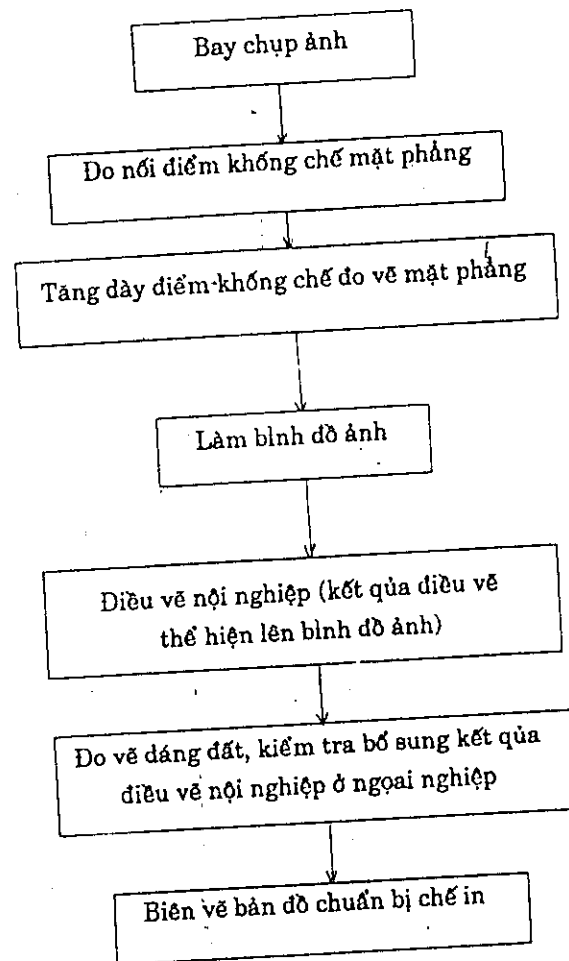 Bay chụp ảnh
Đo nối điểm khống chế mặt phẳng
Tăng dày điểm khống chế đo vẽ mặt phẳng
Làm bình đồ ảnh
Điều vẽ nội nghiệp (kết qủa điều vẽ
thể hiện lên bình đồ ảnh)
Đo vẽ dáng đất, kiểm tra bổ sung kết qủa
điều vẽ nội nghiệp ở ngọai nghiệp
Biên vẽ bản đồ chuẩn bị chế in